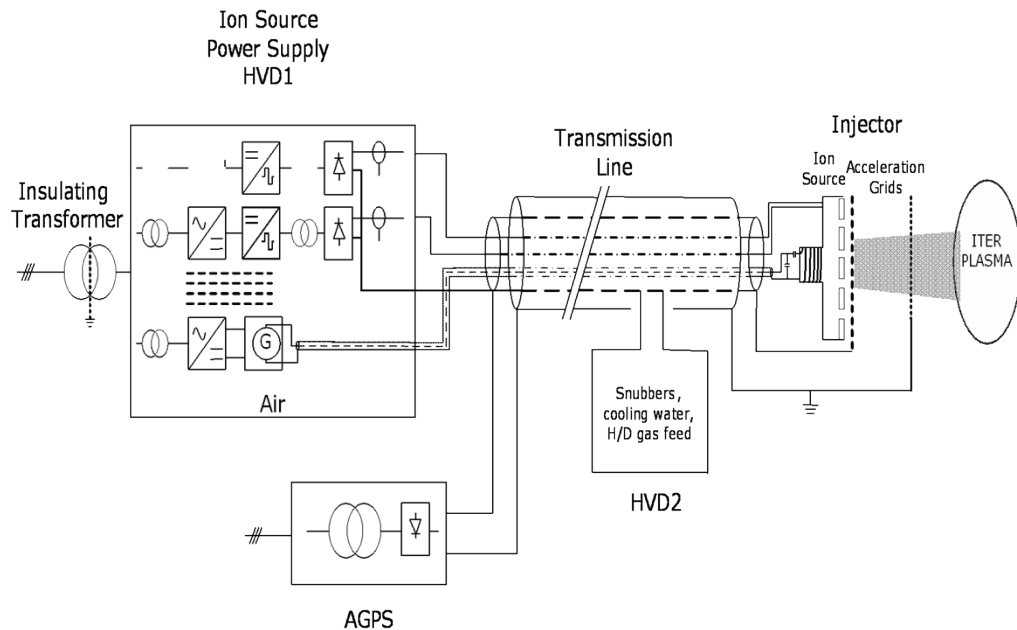 Ion Source
Power Supply
HVD1
Insulating
Transformer
G
Air
Transmission
Line
Injector
Ion
Source
Acceleration
Grids
ITER
PLASMA
Snubbers,
cooling water,
H/D gas feed
HVD2
AGPS